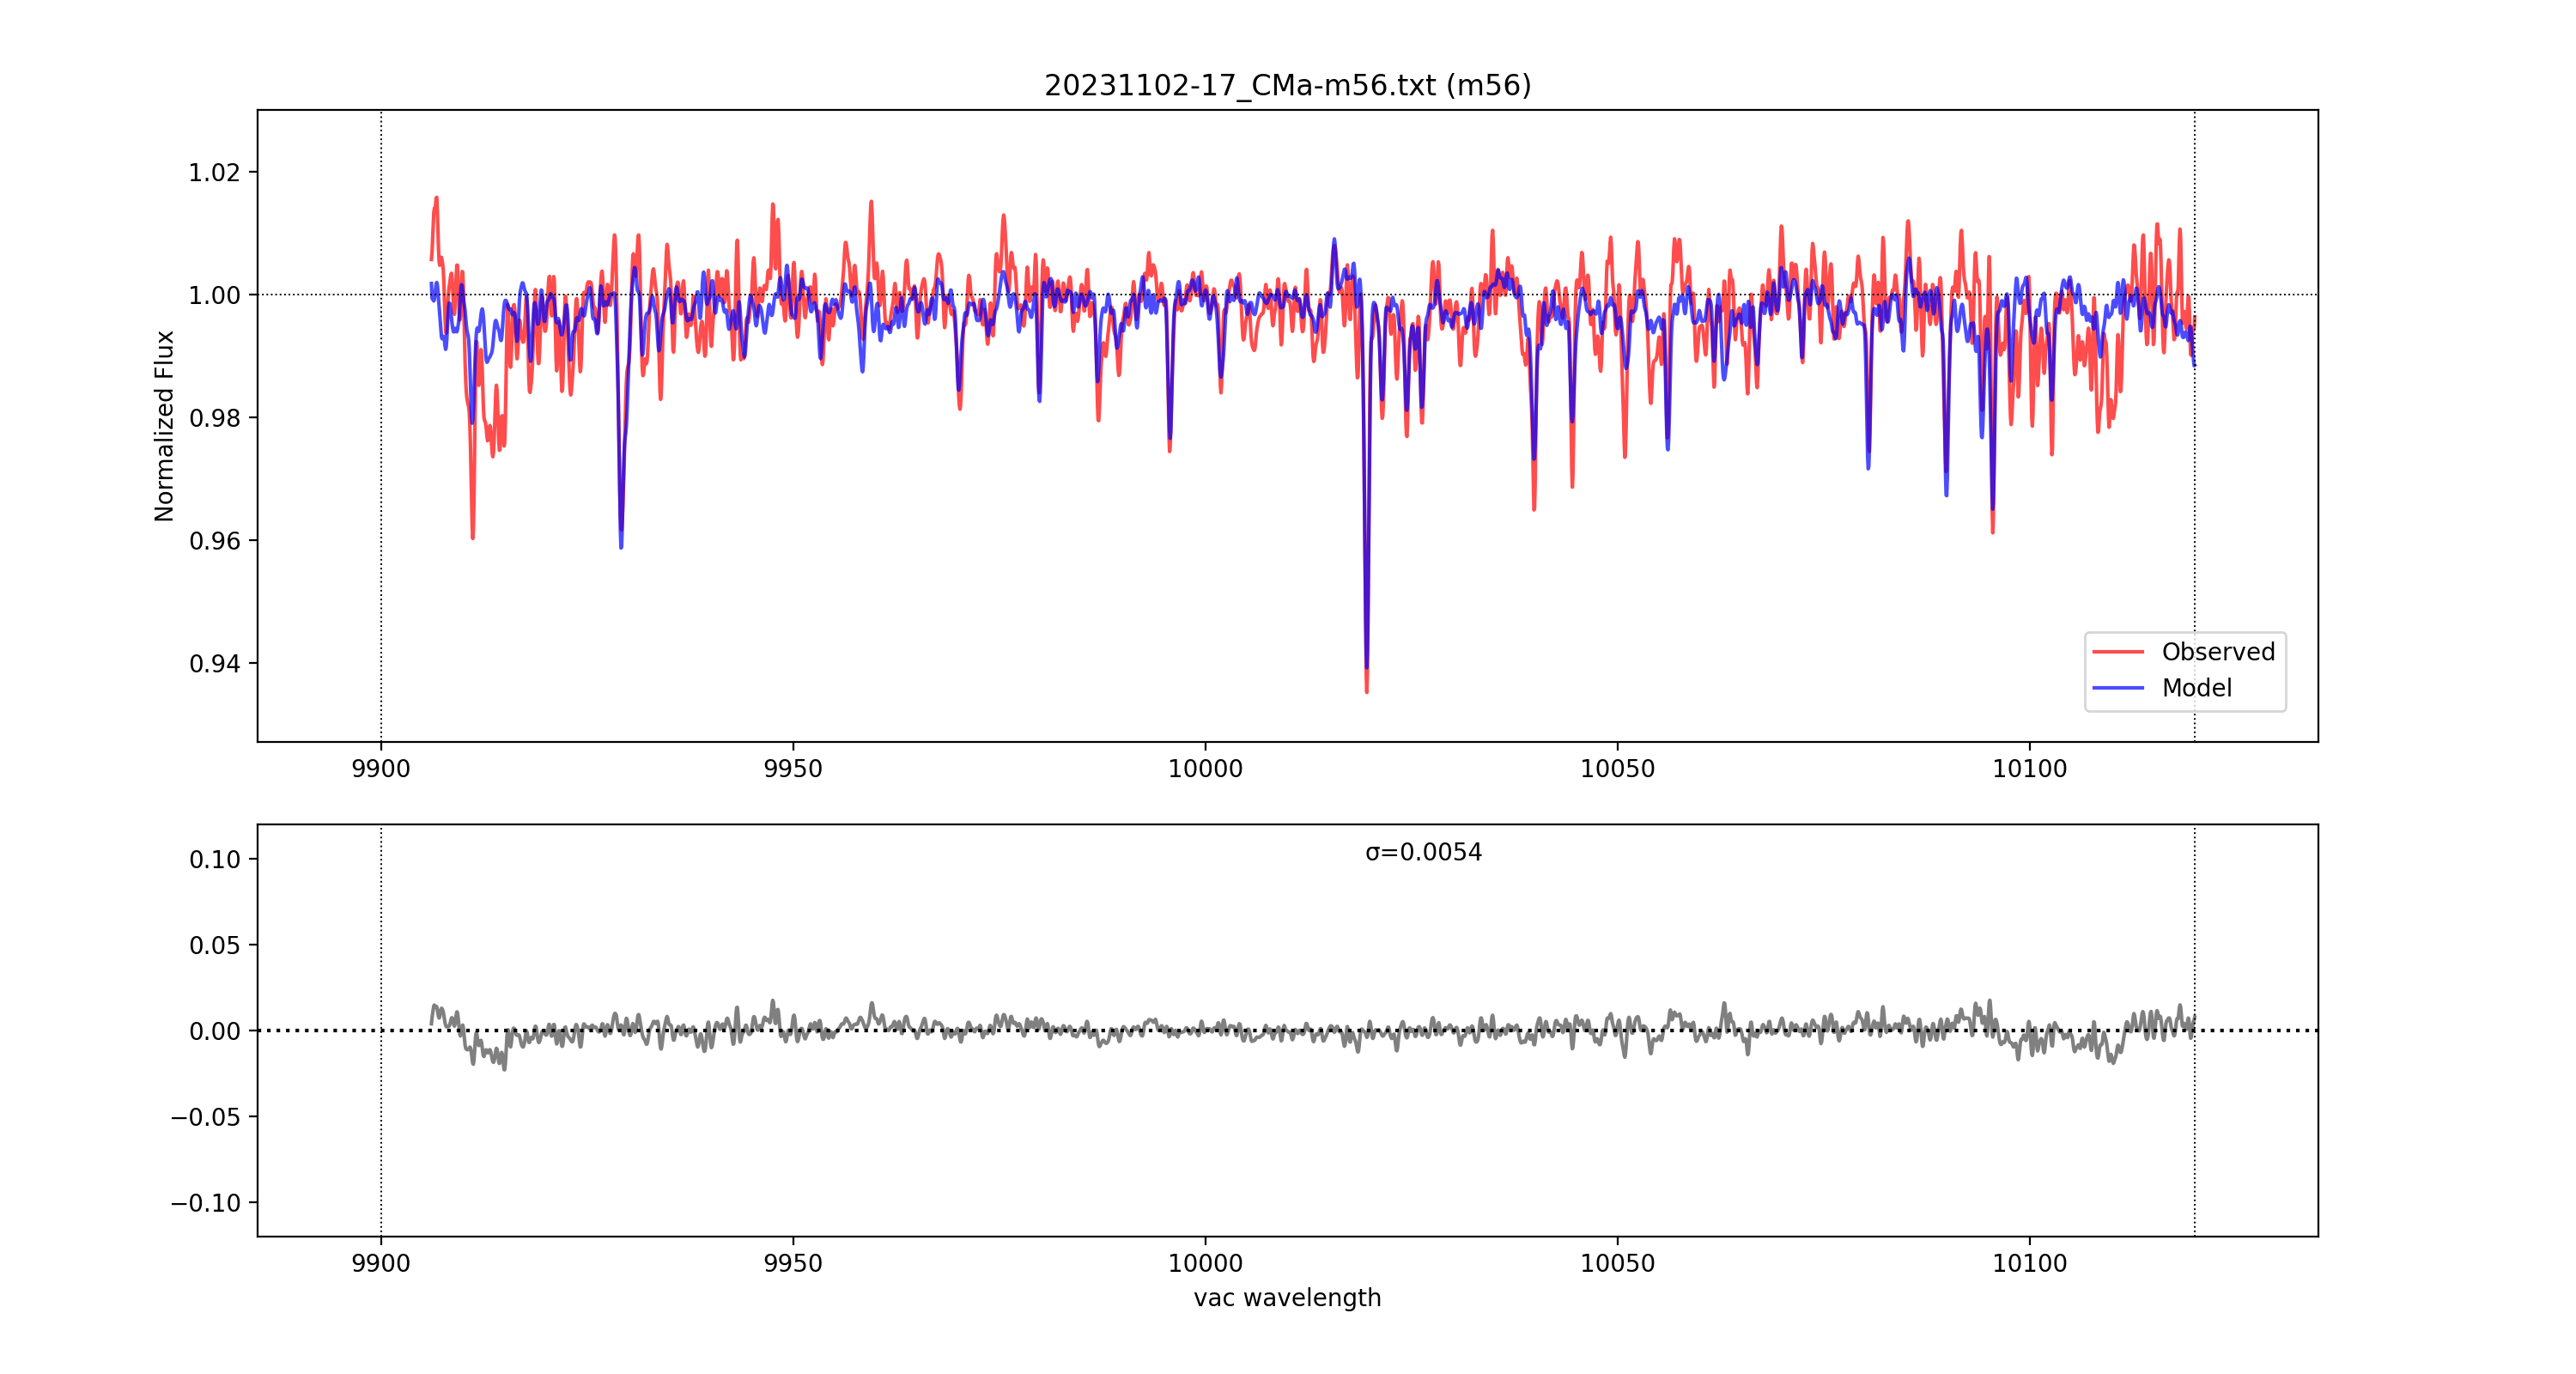 20231102-17_CMa-m56.txt (m56)
Normalized Flux
1.02
1.00
0.98
0.96
0.94
Observed
Model
9900 9950 10000 10050 10100
σ=0.0054
0.10
0.05
0.00
−0.05
−0.10
9900 9950 10000 10050 10100
vac wavelength